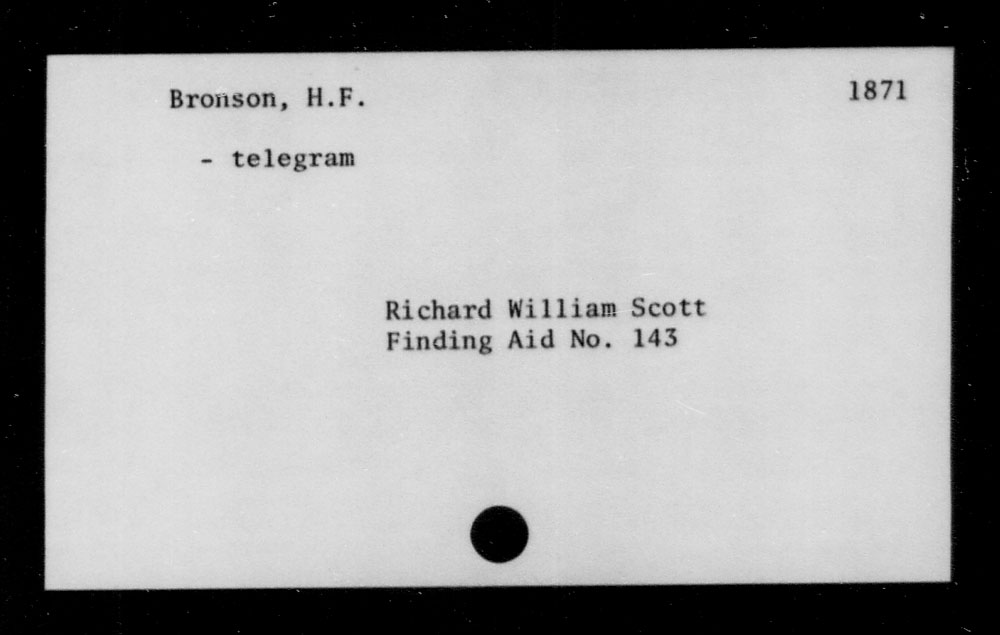 Bronson, H.F. 1871
- telegram
Richard William Scott
Finding Aid No. 143